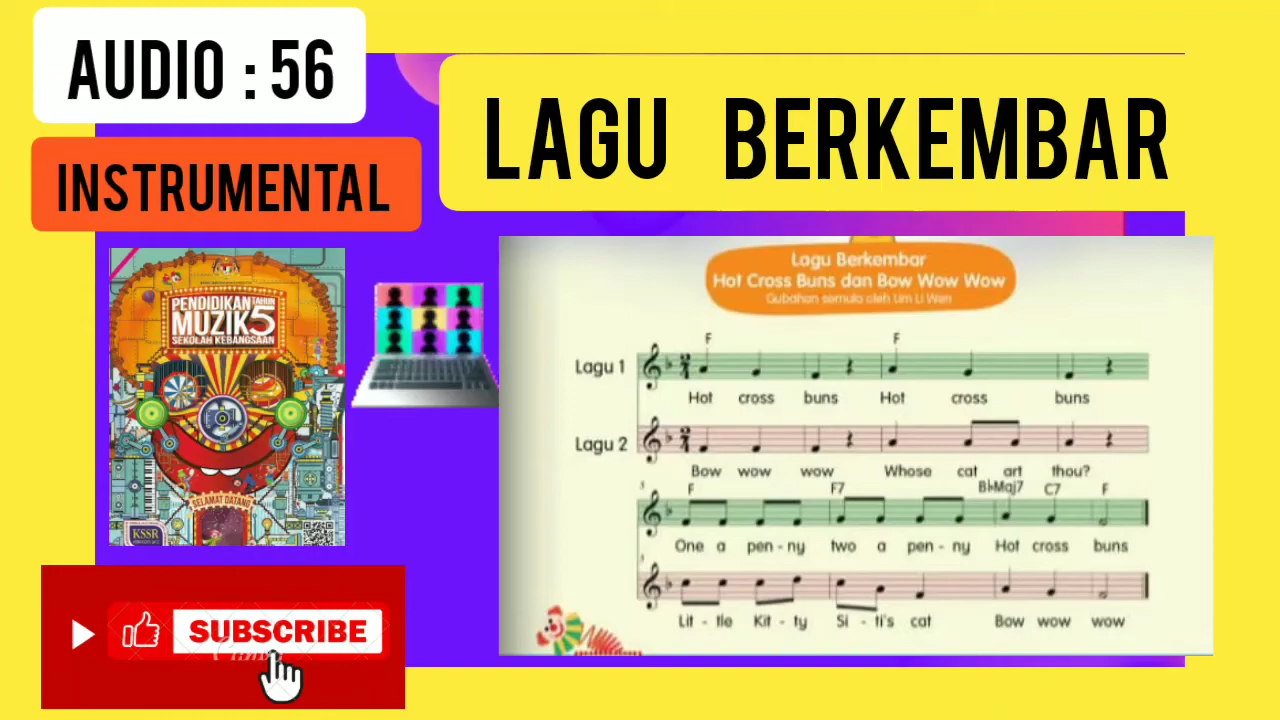 AUDIO : 56
LAGU BERKEMBAR
INSTRUMENTAL
PENDIDIKAN TAHUN
MUZIK 5
SEKOLAH KEBANGSAAN
SELAMAT DATANG
KSSR
SUBSCRIBE
Canva
Lagu Berkembar
Hot Cross Buns dan Bow Wow Wow
Gubahan semula oleh Lim Li Wen
F F
Lagu 1
Hot cross buns Hot cross buns
Lagu 2
Bow wow wow Whose cat art thou?
F F7 B♭Maj7 C7 F
One a pen - ny two a pen - ny Hot cross buns
Lit - tle Kit - ty Si - ti's cat Bow wow wow